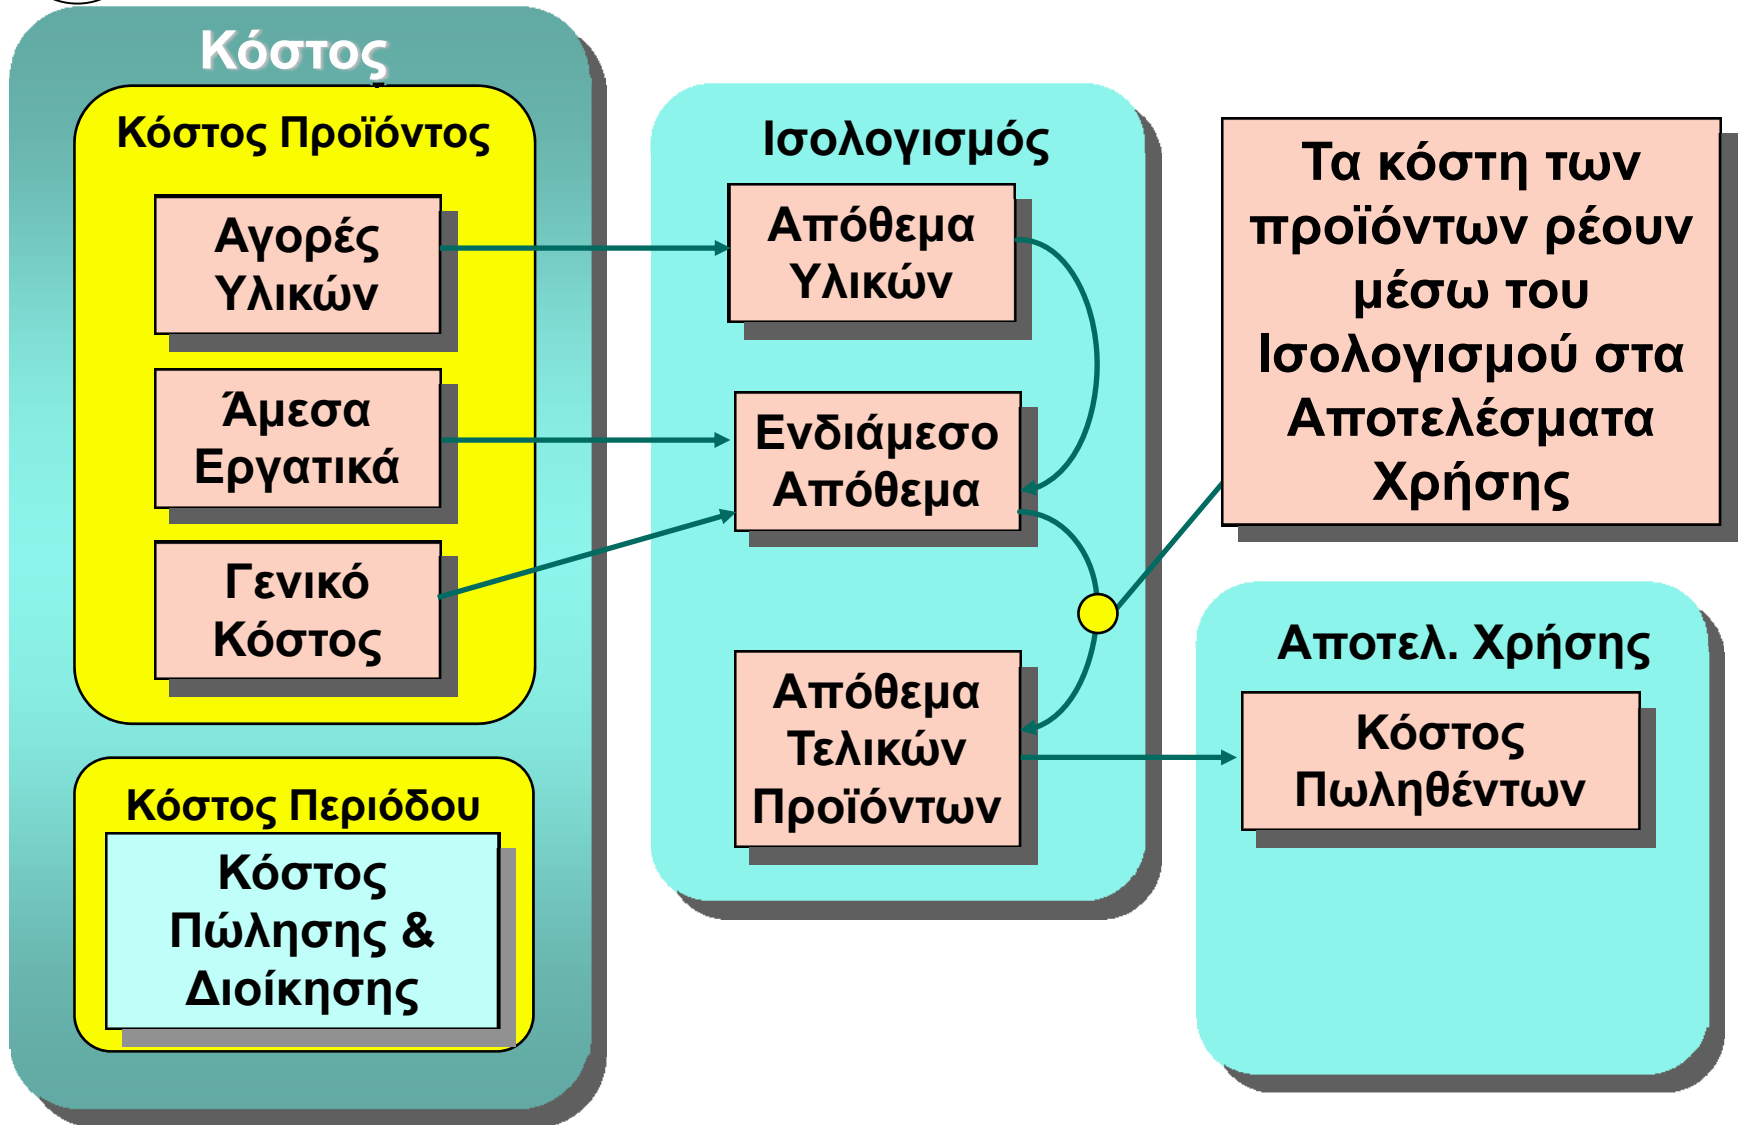 Κόστος
Κόστος Προϊόντος
Αγορές
Υλικών
Άμεσα
Εργατικά
Γενικό
Κόστος
Κόστος Περιόδου
Κόστος
Πώλησης &
Διοίκησης
Ισολογισμός
Απόθεμα
Υλικών
Ενδιάμεσο
Απόθεμα
Απόθεμα
Τελικών
Προϊόντων
Τα κόστη των
προϊόντων ρέουν
μέσω του
Ισολογισμού στα
Αποτελέσματα
Χρήσης
Αποτελ. Χρήσης
Κόστος
Πωληθέντων